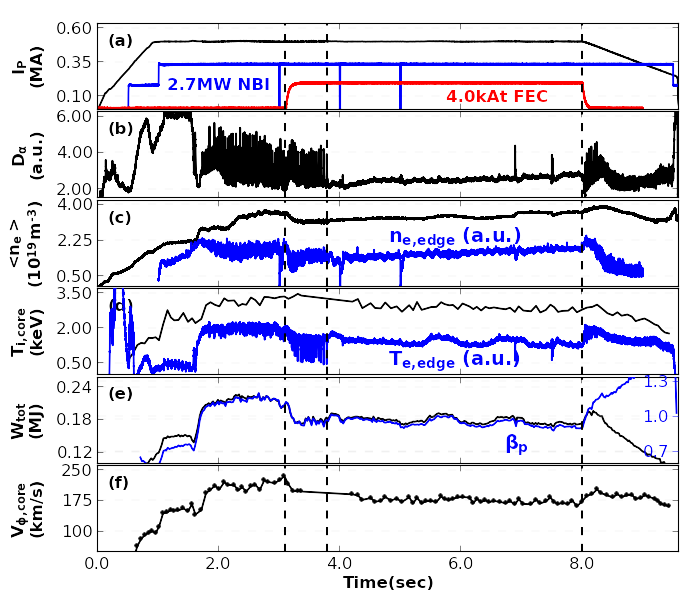 0.60
0.35
0.10
I_P
(MA)
(a)
2.7MW NBI
4.0kAt FEC
6.00
4.00
2.00
D_α
(a.u.)
(b)
4.00
2.25
0.50
<n_e>
(10^19 m^-3)
(c)
n_e,edge (a.u.)
3.50
2.00
0.50
T_i,core
(keV)
T_e,edge (a.u.)
0.24
0.18
0.12
W_tot
(MJ)
(e)
β_p
1.3
1.0
0.7
250
175
100
V_ϕ,core
(km/s)
(f)
0.0 2.0 4.0 6.0 8.0
Time(sec)